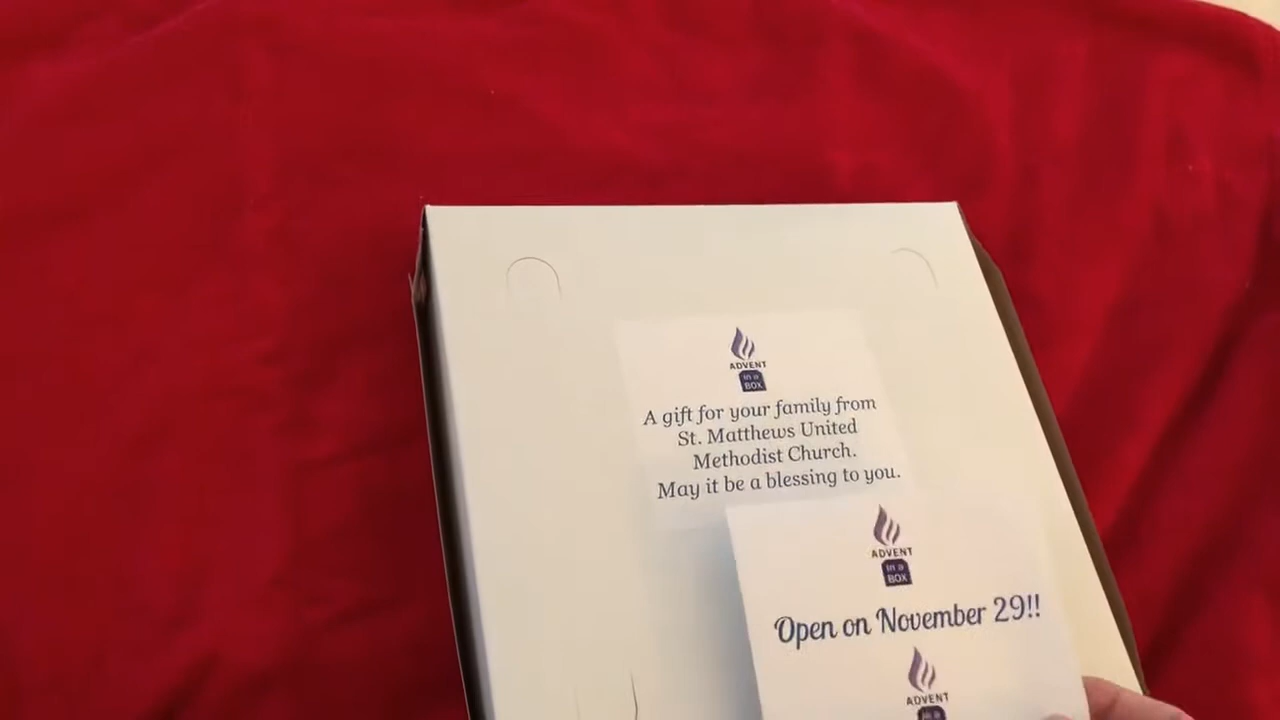 ADVENT
in a
BOX
A gift for your family from
St. Matthews United
Methodist Church.
May it be a blessing to you.
ADVENT
in a
BOX
Open on November 29!!
ADVENT
in a